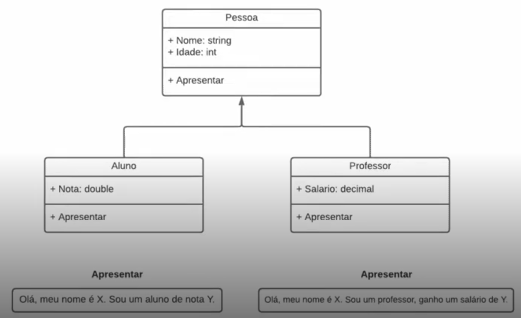 Pessoa
+ Nome: string
+ Idade: int
+ Apresentar
Aluno
+ Nota: double
+ Apresentar
Professor
+ Salario: decimal
+ Apresentar
Apresentar
Olá, meu nome é X. Sou um aluno de nota Y.
Apresentar
Olá, meu nome é X. Sou um professor, ganho um salário de Y.